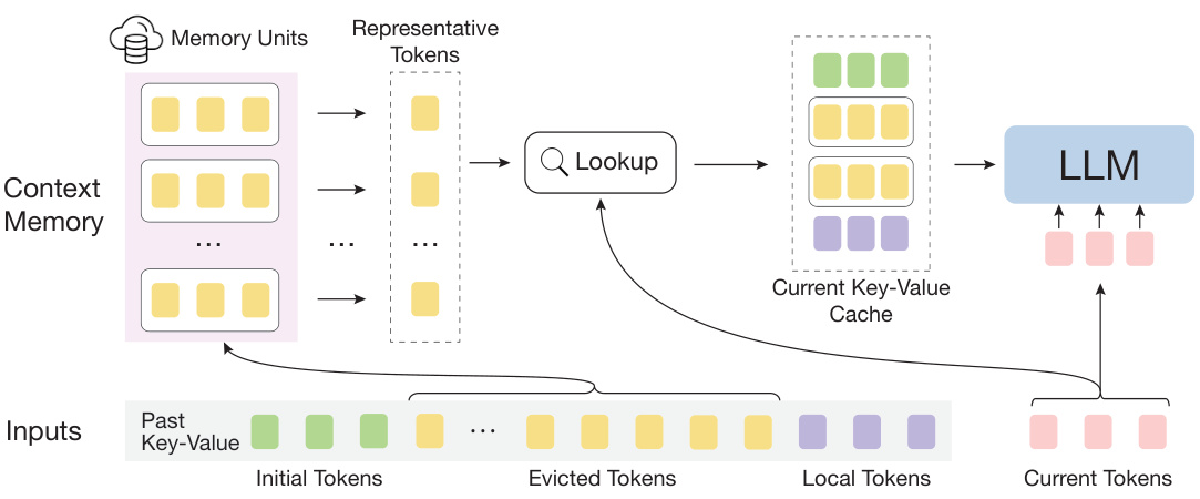 Memory Units
Representative
Tokens
Context
Memory
...
...
...
Lookup
Current Key-Value
Cache
LLM
Inputs
Past
Key-Value
...
Initial Tokens
Evicted Tokens
Local Tokens
Current Tokens